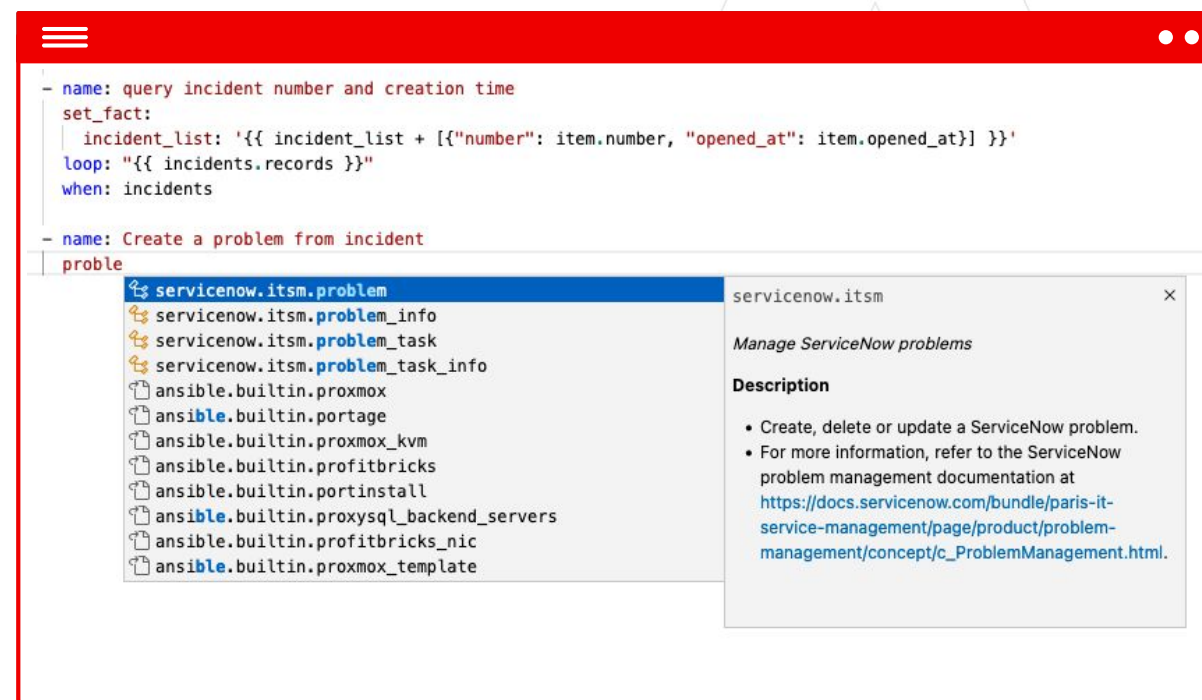 - name: query incident number and creation time
set_fact:
incident_list: '{{ incident_list + [{"number": item.number, "opened_at": item.opened_at}] }}'
loop: "{{ incidents.records }}"
when: incidents
- name: Create a problem from incident
proble
servicenow.itsm.problem
servicenow.itsm.problem_info
servicenow.itsm.problem_task
servicenow.itsm.problem_task_info
ansible.builtin.proxmox
ansible.builtin.portage
ansible.builtin.proxmox_kvm
ansible.builtin.profitbricks
ansible.builtin.portinstall
ansible.builtin.proxysql_backend_servers
ansible.builtin.profitbricks_nic
ansible.builtin.proxmox_template
servicenow.itsm
Manage ServiceNow problems
Description
• Create, delete or update a ServiceNow problem.
• For more information, refer to the ServiceNow
problem management documentation at
https://docs.servicenow.com/bundle/paris-it-
service-management/page/product/problem-
management/concept/c_ProblemManagement.html.